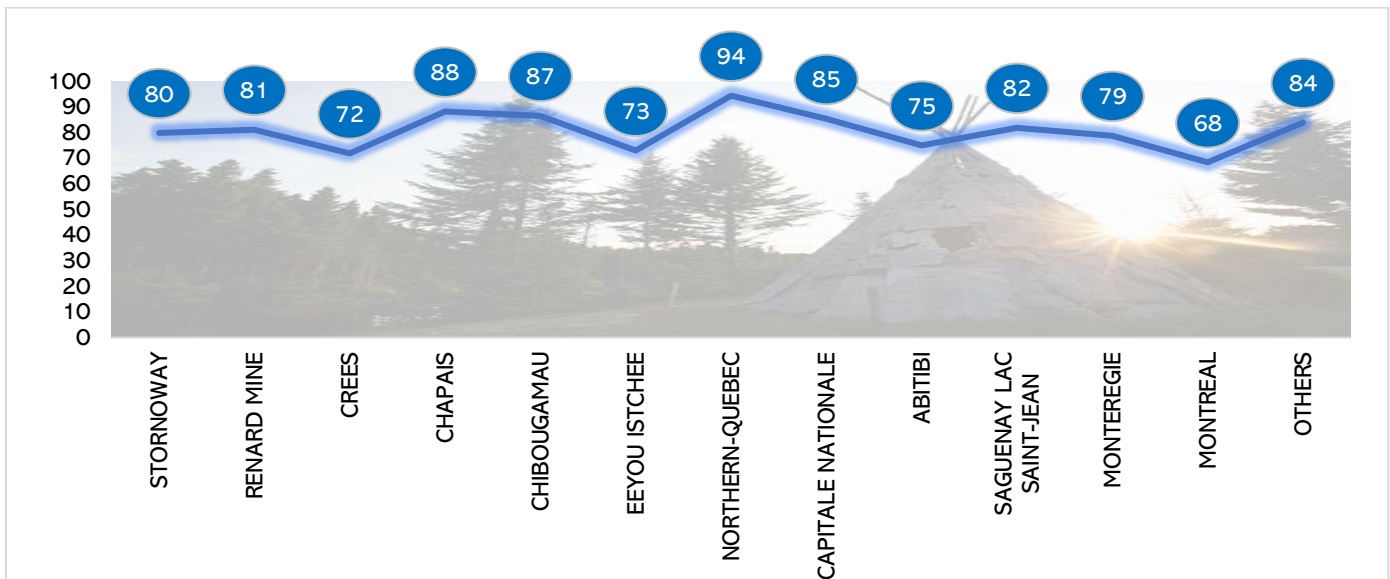 94
88
87
85
84
80
81
82
79
72
73
75
68
100
90
80
70
60
50
40
30
20
10
0
STORNOWAY
RENARD MINE
CREES
CHAPAIS
CHIBOUGAMAU
EEYOU ISTCHEE
NORTHERN-QUEBEC
CAPITALE NATIONALE
ABITIBI
SAGUENAY LAC
SAINT-JEAN
MONTEREGIE
MONTREAL
OTHERS